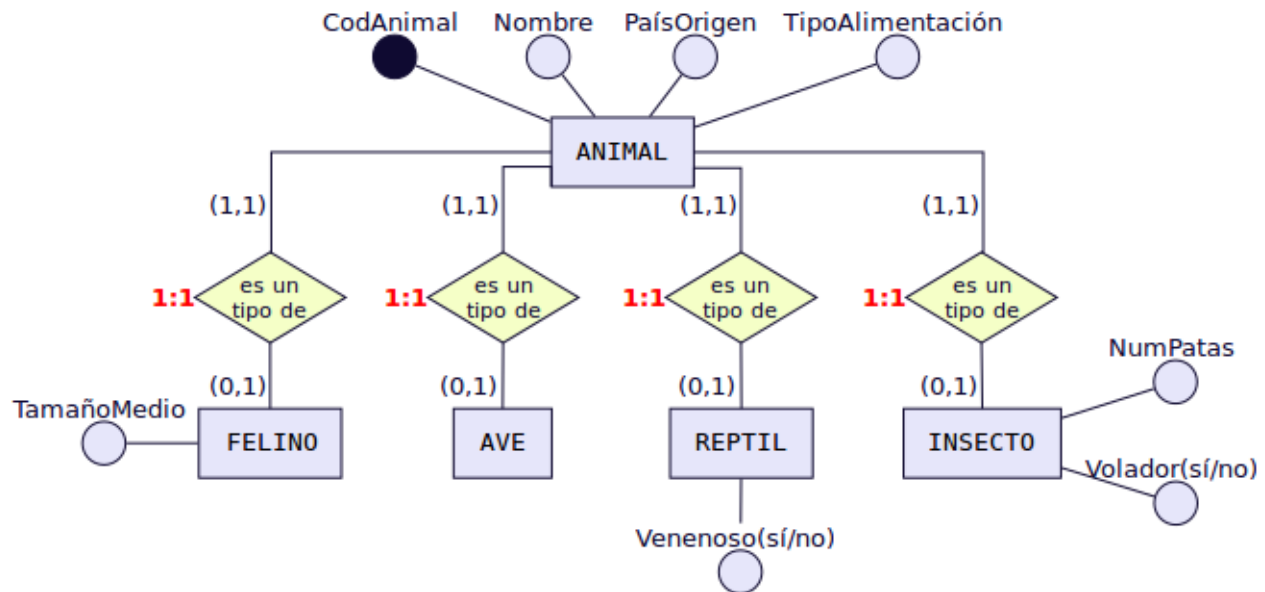 CodAnimal
Nombre
PaísOrigen
TipoAlimentación
ANIMAL
(1,1)
(1,1)
(1,1)
(1,1)
1:1
es un
tipo de
1:1
es un
tipo de
1:1
es un
tipo de
1:1
es un
tipo de
(0,1)
(0,1)
(0,1)
(0,1)
NumPatas
TamañoMedio
FELINO
AVE
REPTIL
INSECTO
Volador(sí/no)
Venenoso(sí/no)